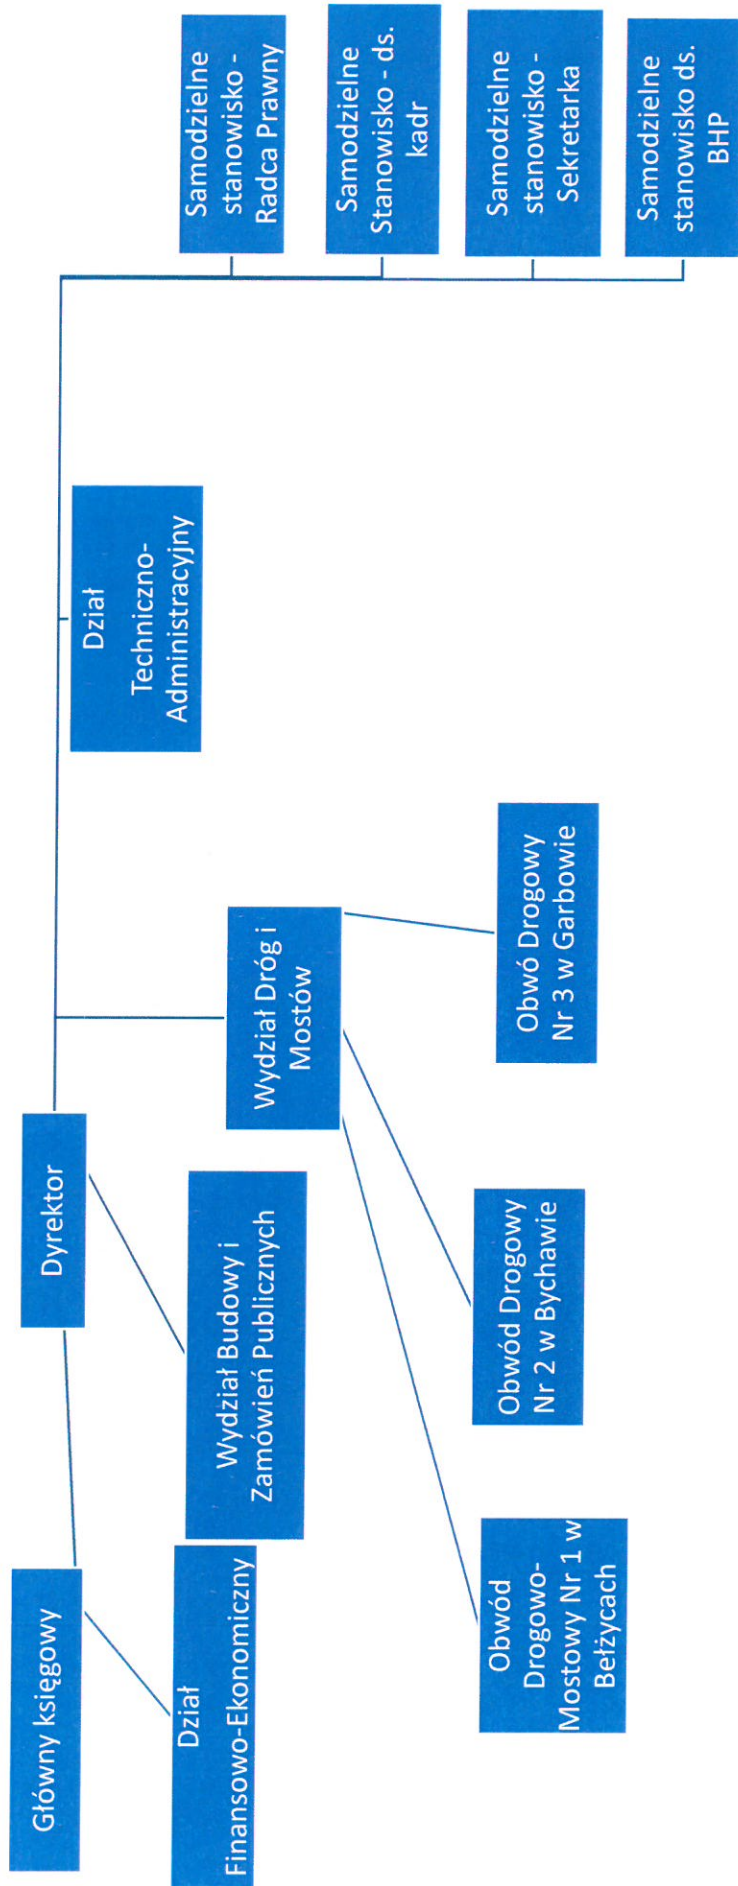 Dyrektor
Główny księgowy
Dział
Finansowo-Ekonomiczny
Wydział Budowy i
Zamówień Publicznych
Wydział Dróg i
Mostów
Dział
Techniczno-
Administracyjny
Samodzielne
stanowisko -
Radca Prawny
Samodzielne
Stanowisko - ds.
kadr
Samodzielne
stanowisko -
Sekretarka
Samodzielne
stanowisko ds.
BHP
Obwód
Drogowo-
Mostowy Nr 1 w
Bełżycach
Obwód Drogowy
Nr 2 w Bychawie
Obwó Drogowy
Nr 3 w Garbowie